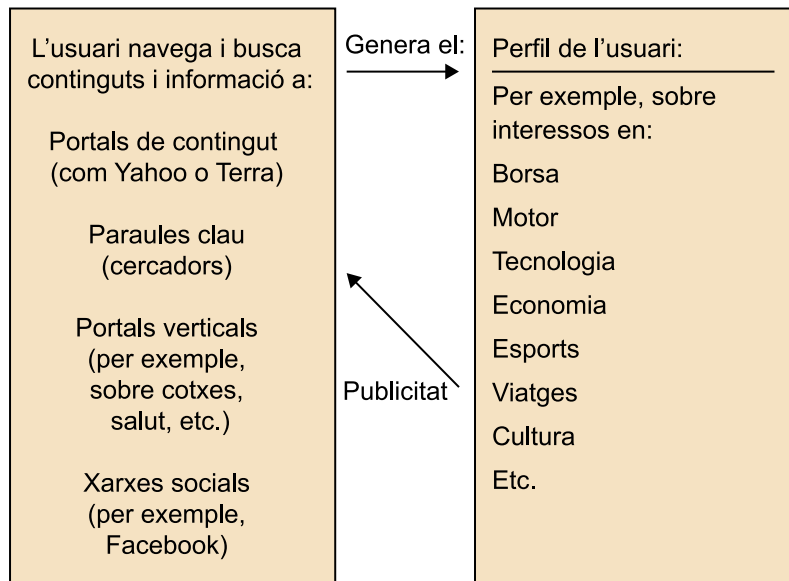 L’usuari navega i busca
continguts i informació a:
Portals de contingut
(com Yahoo o Terra)
Paraules clau
(cercadors)
Portals verticals
(per exemple,
sobre cotxes,
salut, etc.)
Xarxes socials
(per exemple,
Facebook)
Genera el:
Publicitat
Perfil de l’usuari:
Per exemple, sobre
interessos en:
Borsa
Motor
Tecnologia
Economia
Esports
Viatges
Cultura
Etc.